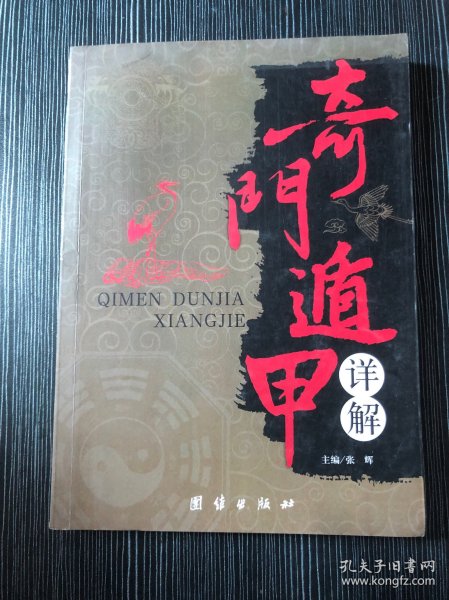 奇門遁甲
详解
QIMEN DUNJIA
XIANGJIE
主编/张辉
团结出版社
孔夫子旧书网
www.kongfz.com